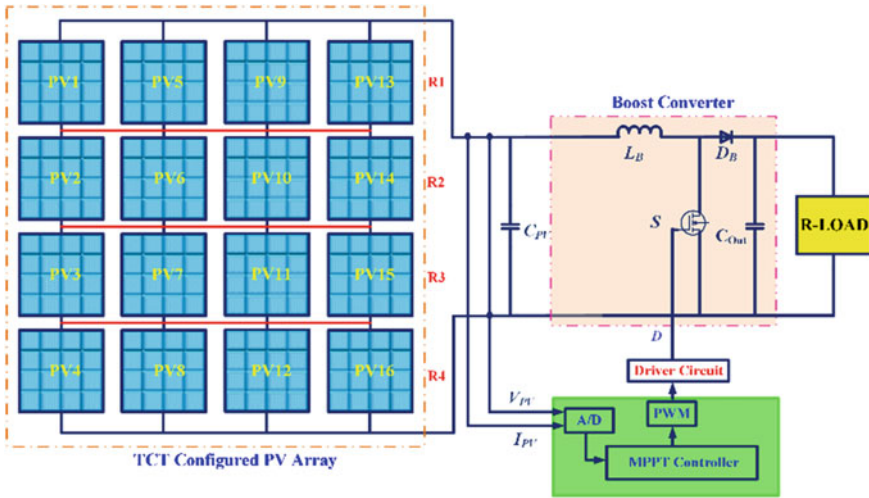 PV1 PV5 PV9 PV13 R1
PV2 PV6 PV10 PV14 R2
PV3 PV7 PV11 PV15 R3
PV4 PV8 PV12 PV16 R4
TCT Configured PV Array
Boost Converter
L_B D_B
C_PV S C_Out R-LOAD
D
Driver Circuit
V_PV A/D PWM
I_PV
MPPT Controller